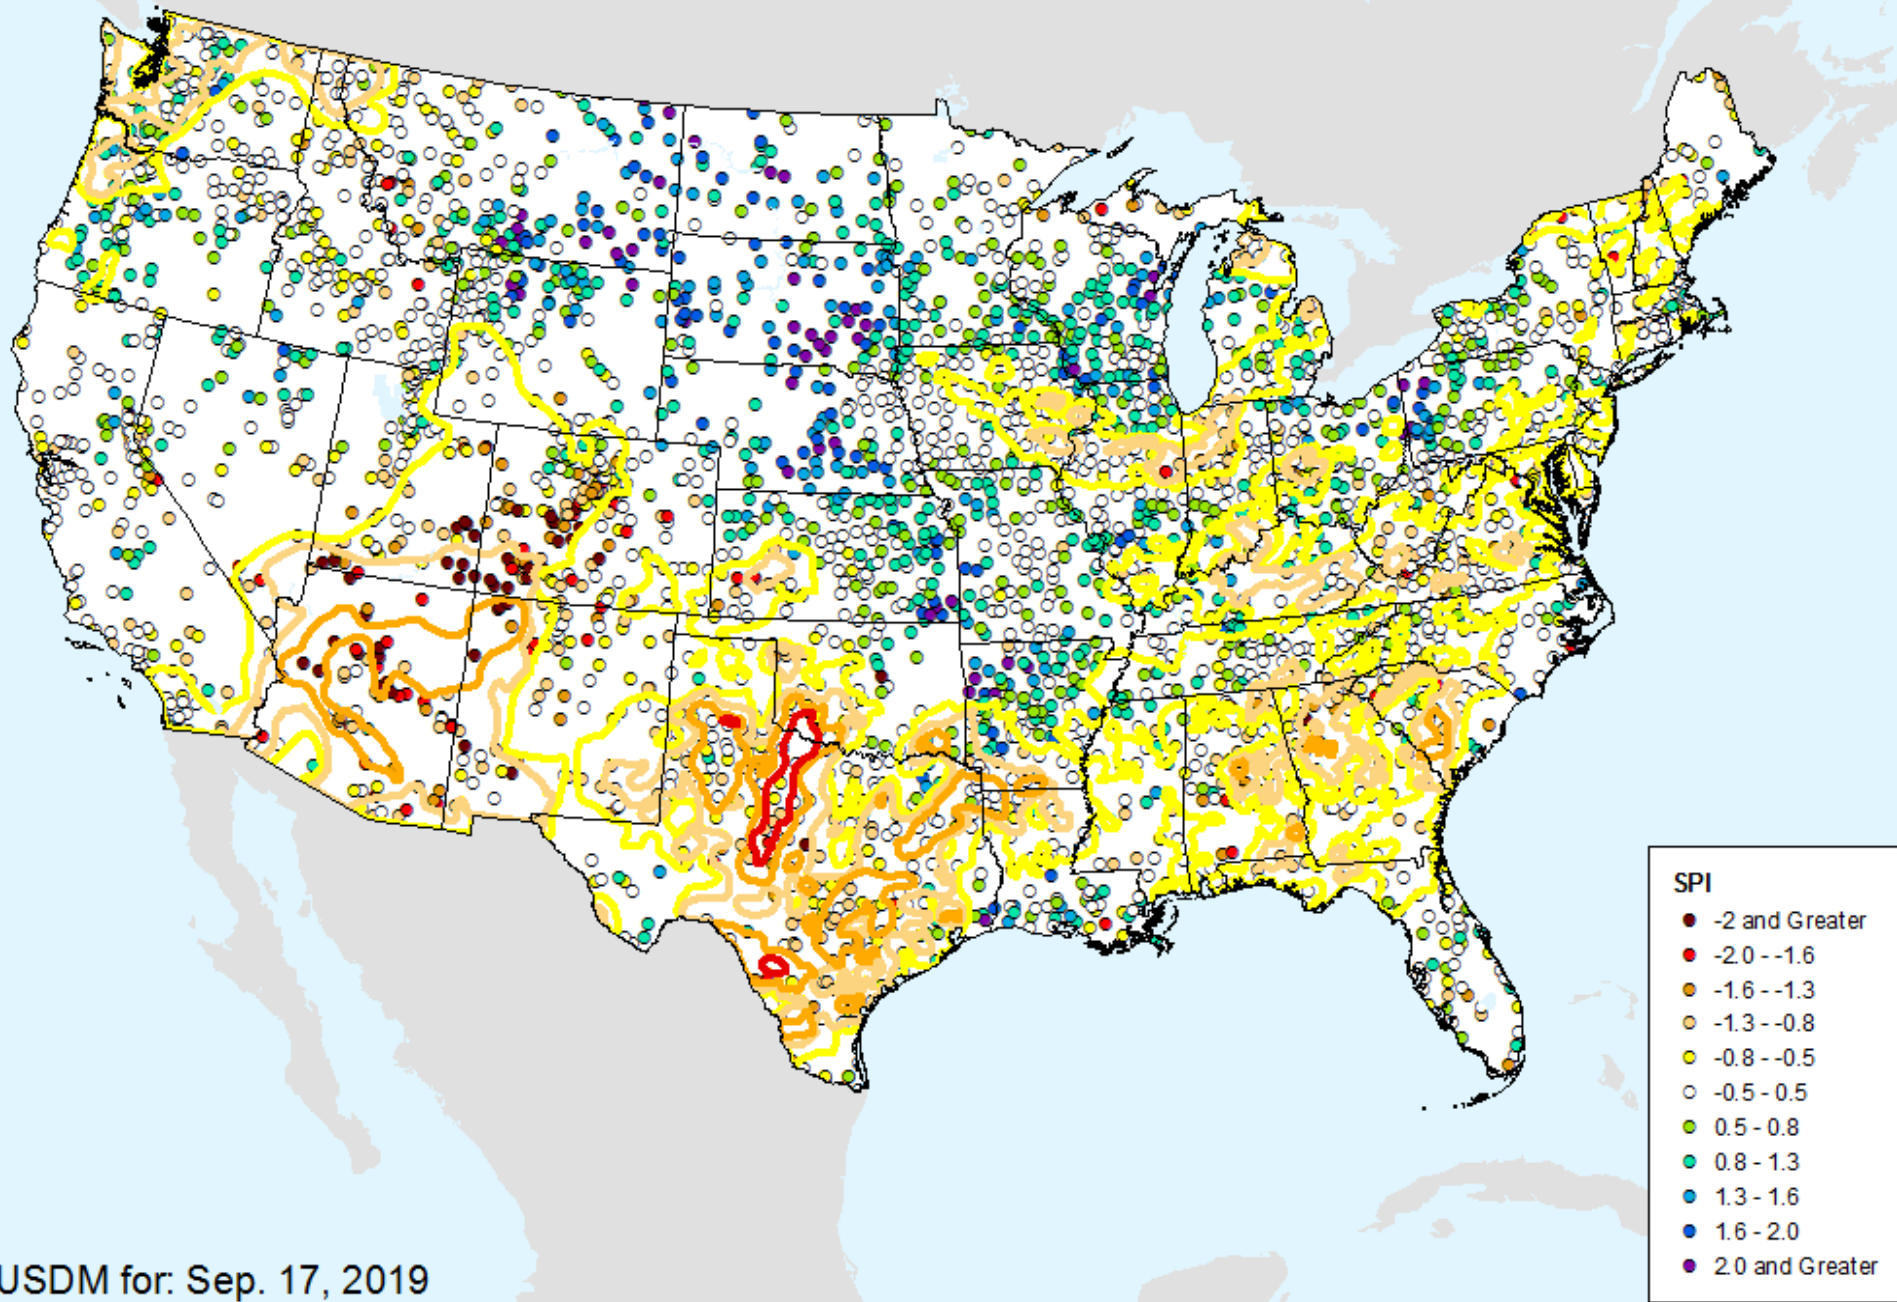 SPI
-2 and Greater
-2.0 - -1.6
-1.6 - -1.3
-1.3 - -0.8
-0.8 - -0.5
-0.5 - 0.5
0.5 - 0.8
0.8 - 1.3
1.3 - 1.6
1.6 - 2.0
2.0 and Greater
USDM for: Sep. 17, 2019